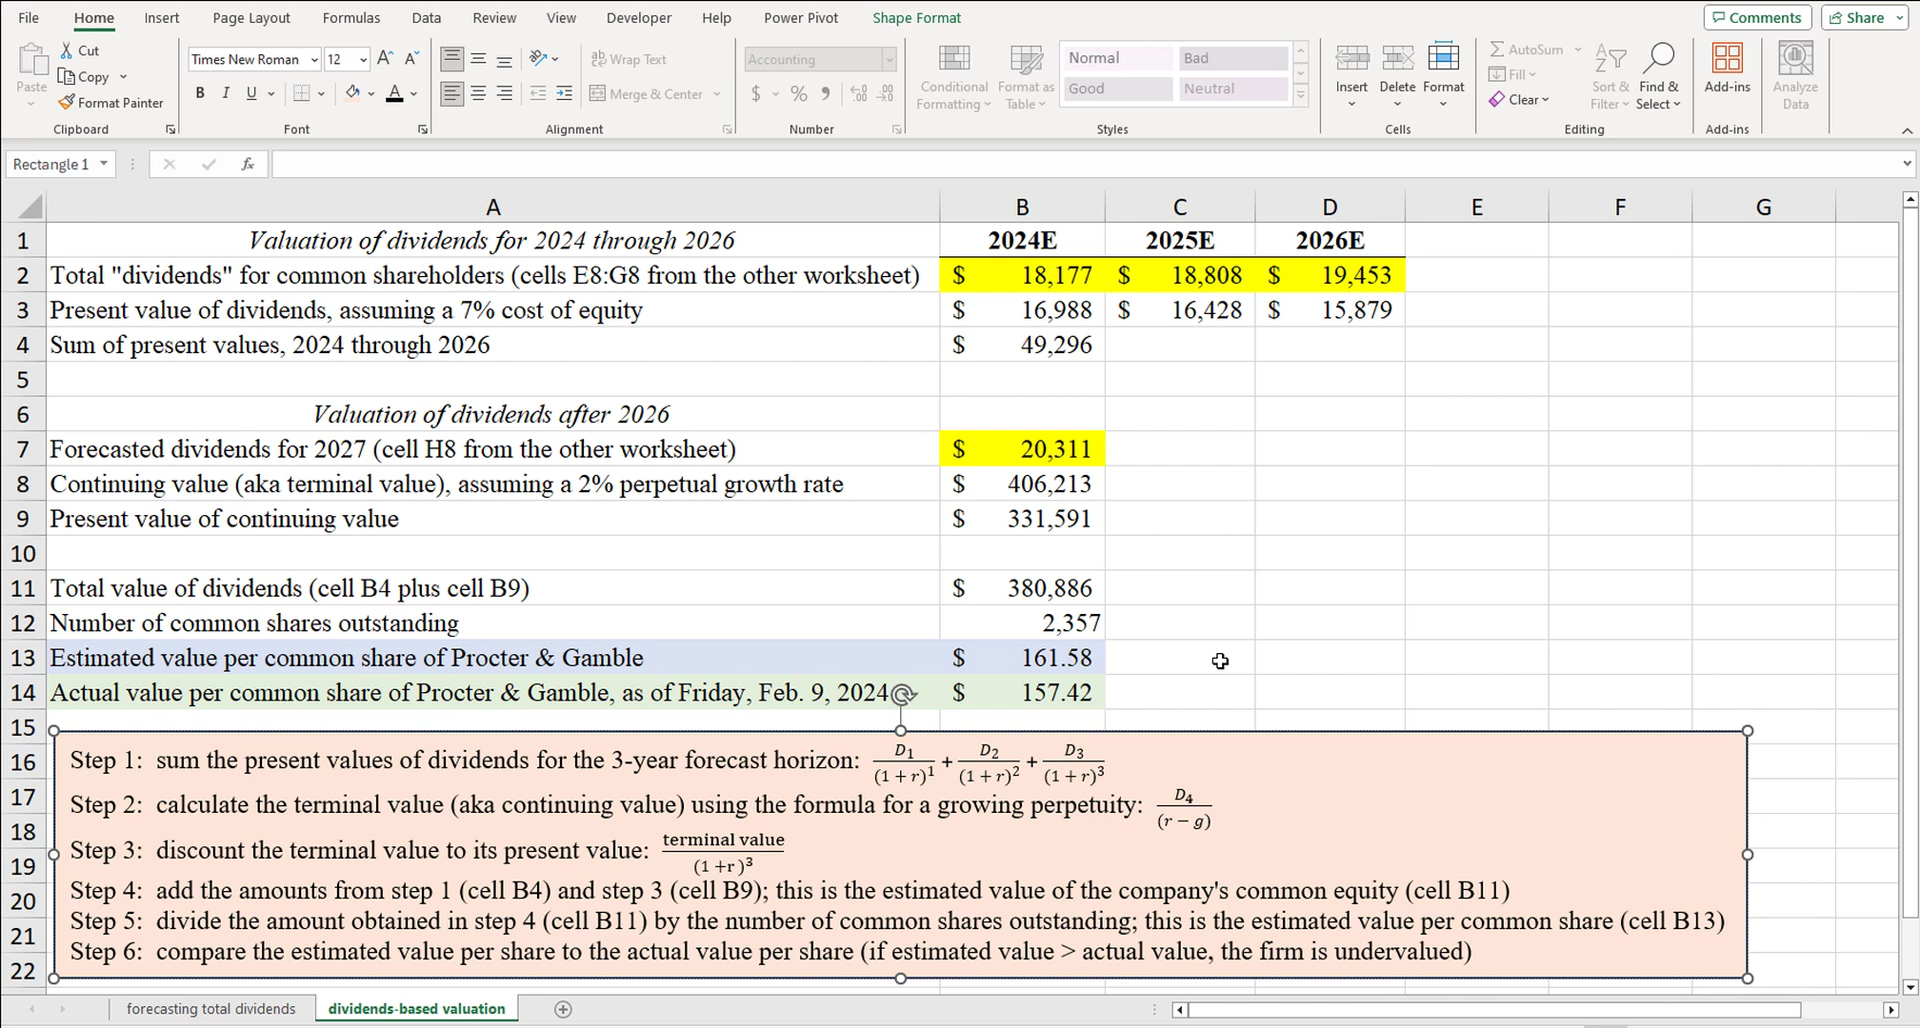 File Home Insert Page Layout Formulas Data Review View Developer Help Power Pivot Shape Format Comments Share
Paste Cut Copy Format Painter Clipboard
Times New Roman 12 A A B I U A Font
ab Wrap Text Merge & Center Alignment
Accounting $ % Number
Conditional Formatting Format as Table Normal Bad Good Neutral Styles
Insert Delete Format Cells
AutoSum Fill Clear Sort & Filter Find & Select Editing
Add-ins Add-ins
Analyze Data
Rectangle 1 fx
A B C D E F G
1 Valuation of dividends for 2024 through 2026 2024E 2025E 2026E
2 Total "dividends" for common shareholders (cells E8:G8 from the other worksheet) $ 18,177 $ 18,808 $ 19,453
3 Present value of dividends, assuming a 7% cost of equity $ 16,988 $ 16,428 $ 15,879
4 Sum of present values, 2024 through 2026 $ 49,296
5
6 Valuation of dividends after 2026
7 Forecasted dividends for 2027 (cell H8 from the other worksheet) $ 20,311
8 Continuing value (aka terminal value), assuming a 2% perpetual growth rate $ 406,213
9 Present value of continuing value $ 331,591
10
11 Total value of dividends (cell B4 plus cell B9) $ 380,886
12 Number of common shares outstanding 2,357
13 Estimated value per common share of Procter & Gamble $ 161.58
14 Actual value per common share of Procter & Gamble, as of Friday, Feb. 9, 2024 $ 157.42
15
16 Step 1: sum the present values of dividends for the 3-year forecast horizon: D₁/(1 + r)¹ + D₂/(1 + r)² + D₃/(1 + r)³
17 Step 2: calculate the terminal value (aka continuing value) using the formula for a growing perpetuity: D₄/(r − g)
18
19 Step 3: discount the terminal value to its present value: terminal value/(1 +r )³
20 Step 4: add the amounts from step 1 (cell B4) and step 3 (cell B9); this is the estimated value of the company's common equity (cell B11)
21 Step 5: divide the amount obtained in step 4 (cell B11) by the number of common shares outstanding; this is the estimated value per common share (cell B13)
22 Step 6: compare the estimated value per share to the actual value per share (if estimated value > actual value, the firm is undervalued)
forecasting total dividends dividends-based valuation